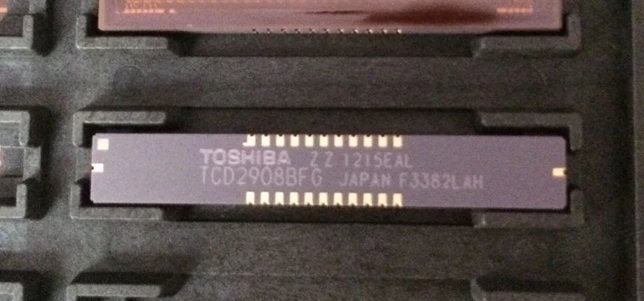 TOSHIBA ZZ 1215EAL
TCD2908BFG JAPAN F3382LAH